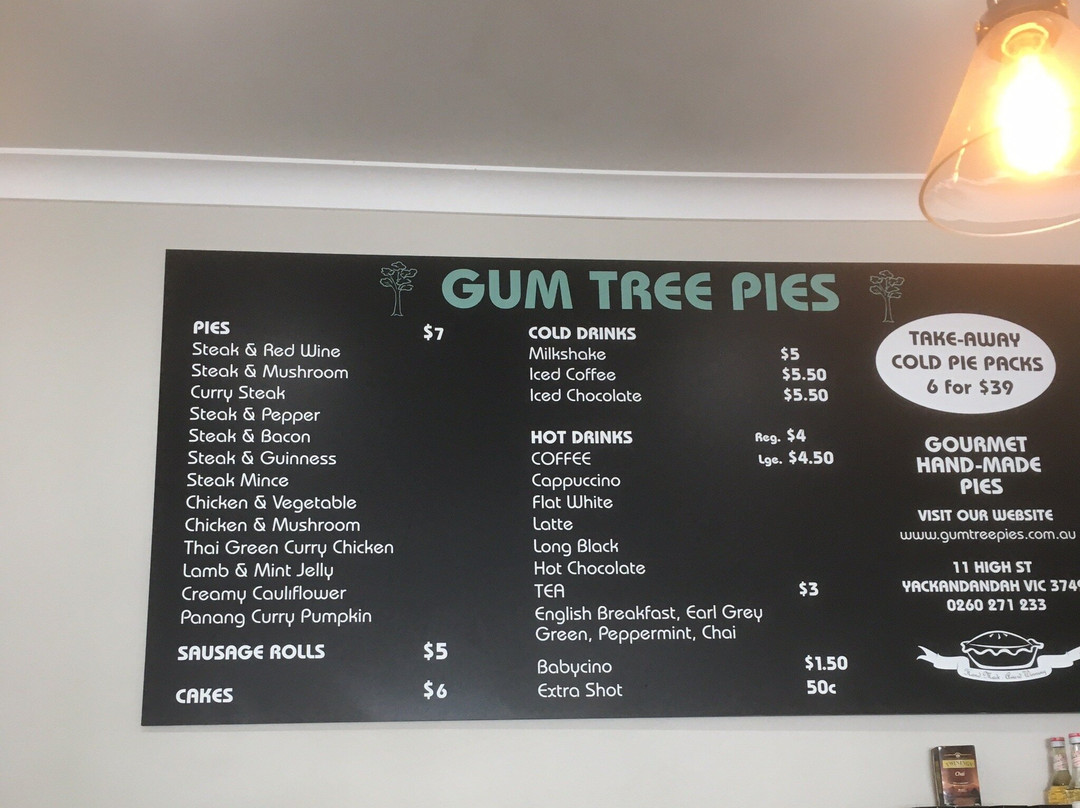 GUM TREE PIES
PIES $7
Steak & Red Wine
Steak & Mushroom
Curry Steak
Steak & Pepper
Steak & Bacon
Steak & Guinness
Steak Mince
Chicken & Vegetable
Chicken & Mushroom
Thai Green Curry Chicken
Lamb & Mint Jelly
Creamy Cauliflower
Panang Curry Pumpkin
SAUSAGE ROLLS $5
CAKES $6
COLD DRINKS
Milkshake $5
Iced Coffee $5.50
Iced Chocolate $5.50
HOT DRINKS Reg. $4
COFFEE Lge. $4.50
Cappuccino
Flat White
Latte
Long Black
Hot Chocolate
TEA $3
English Breakfast, Earl Grey
Green, Peppermint, Chai
Babycino $1.50
Extra Shot 50c
TAKE-AWAY
COLD PIE PACKS
6 for $39
GOURMET
HAND-MADE
PIES
VISIT OUR WEBSITE
www.gumtreepies.com.au
11 HIGH ST
YACKANDANDAH VIC 3749
0260 271 233
Chai